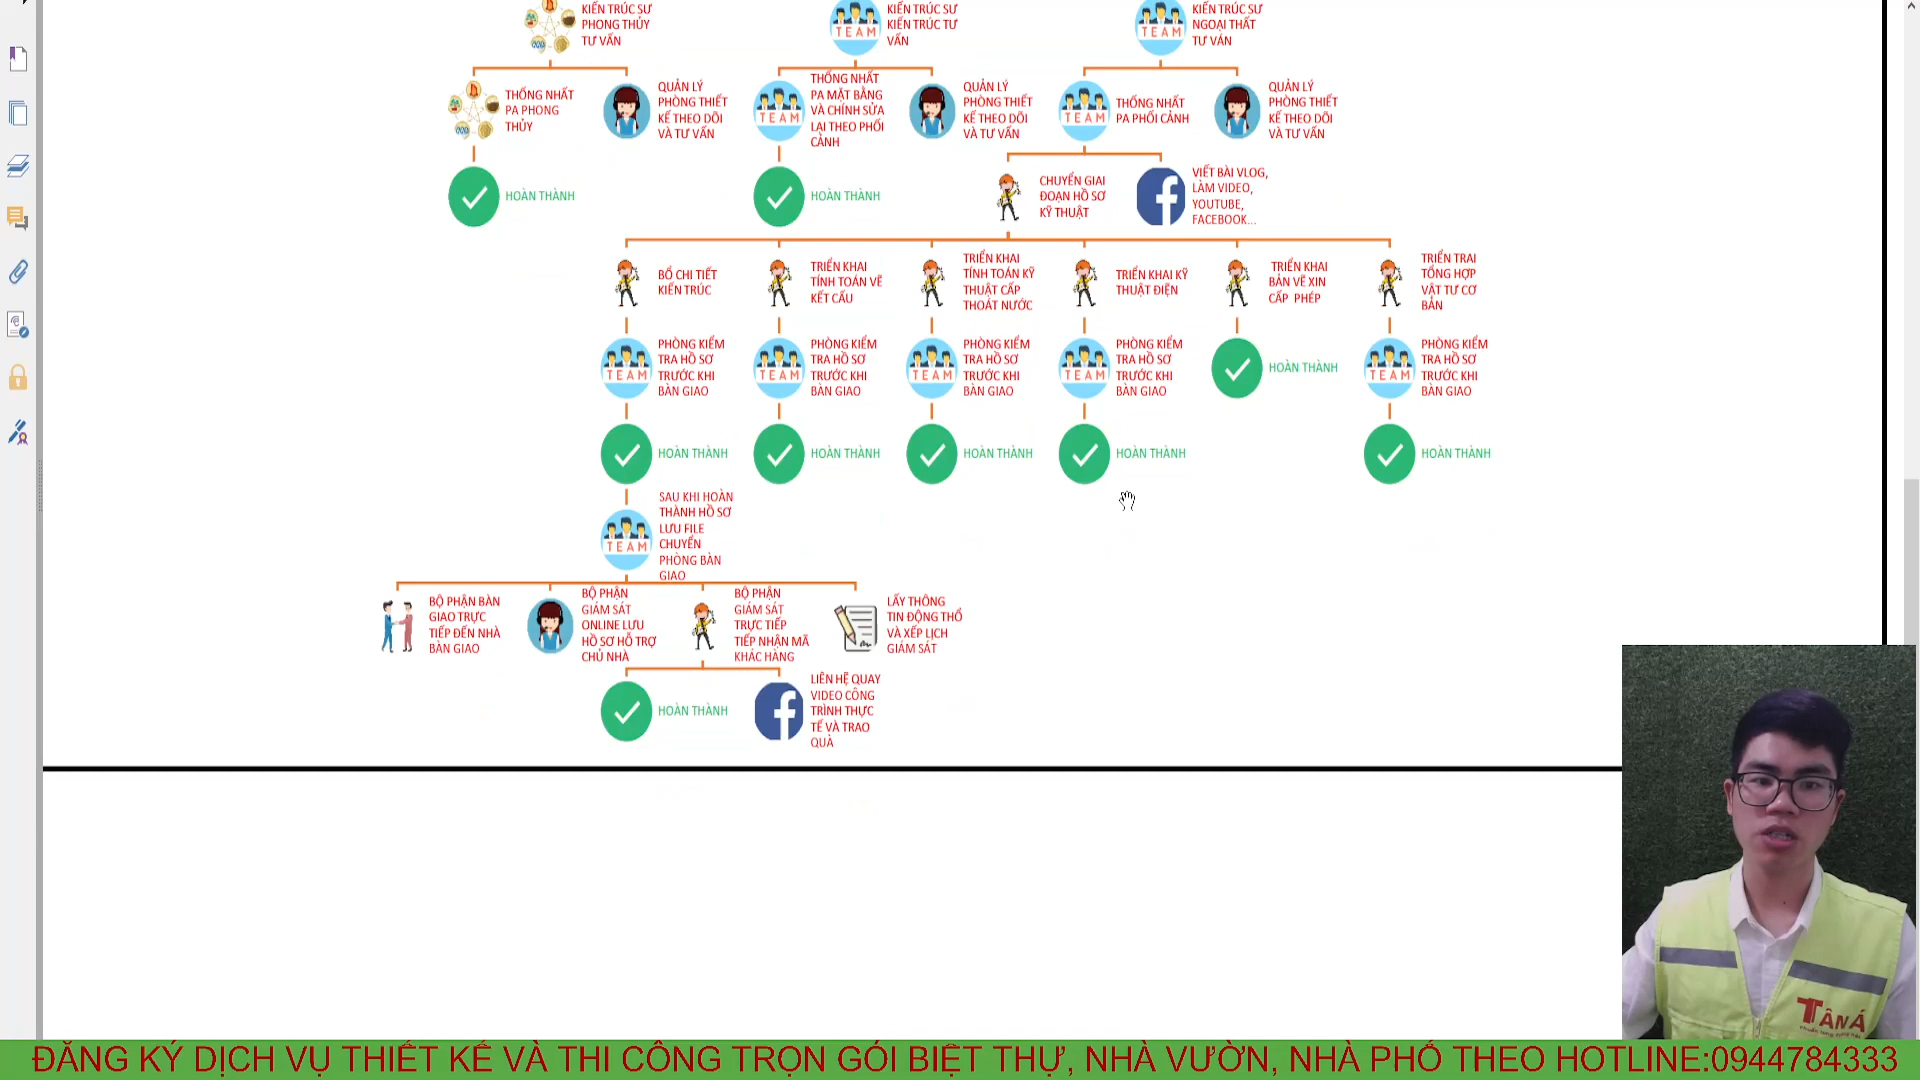 KIẾN TRÚC SƯ
PHONG THỦY
TƯ VẤN
KIẾN TRÚC SƯ
KIẾN TRÚC TƯ
VẤN
KIẾN TRÚC SƯ
NGOẠI THẤT
TƯ VẤN
THỐNG NHẤT
PA PHONG
THỦY
QUẢN LÝ
PHÒNG THIẾT
KẾ THEO DÕI
VÀ TƯ VẤN
THỐNG NHẤT
PA MẶT BẰNG
VÀ CHỈNH SỬA
LẠI THEO PHỐI
CẢNH
QUẢN LÝ
PHÒNG THIẾT
KẾ THEO DÕI
VÀ TƯ VẤN
THỐNG NHẤT
PA PHỐI CẢNH
QUẢN LÝ
PHÒNG THIẾT
KẾ THEO DÕI
VÀ TƯ VẤN
TEAM
TEAM
TEAM
TEAM
HOÀN THÀNH
HOÀN THÀNH
CHUYỂN GIAI
ĐOẠN HỒ SƠ
KỸ THUẬT
VIẾT BÀI VLOG,
LÀM VIDEO,
YOUTUBE,
FACEBOOK...
BỔ CHI TIẾT
KIẾN TRÚC
TRIỂN KHAI
TÍNH TOÁN VẼ
KẾT CẤU
TRIỂN KHAI
TÍNH TOÁN KỸ
THUẬT CẤP
THOÁT NƯỚC
TRIỂN KHAI KỸ
THUẬT ĐIỆN
TRIỂN KHAI
BẢN VẼ XIN
CẤP PHÉP
TRIỂN TRAI
TỔNG HỢP
VẬT TƯ CƠ
BẢN
TEAM
PHÒNG KIỂM
TRA HỒ SƠ
TRƯỚC KHI
BÀN GIAO
TEAM
PHÒNG KIỂM
TRA HỒ SƠ
TRƯỚC KHI
BÀN GIAO
TEAM
PHÒNG KIỂM
TRA HỒ SƠ
TRƯỚC KHI
BÀN GIAO
TEAM
PHÒNG KIỂM
TRA HỒ SƠ
TRƯỚC KHI
BÀN GIAO
HOÀN THÀNH
TEAM
PHÒNG KIỂM
TRA HỒ SƠ
TRƯỚC KHI
BÀN GIAO
HOÀN THÀNH
HOÀN THÀNH
HOÀN THÀNH
HOÀN THÀNH
HOÀN THÀNH
TEAM
SAU KHI HOÀN
THÀNH HỒ SƠ
LƯU FILE
CHUYỂN
PHÒNG BÀN
GIAO
BỘ PHẬN BÀN
GIAO TRỰC
TIẾP ĐẾN NHÀ
BÀN GIAO
BỘ PHẬN
GIÁM SÁT
ONLINE LƯU
HỒ SƠ HỖ TRỢ
CHỦ NHÀ
BỘ PHẬN
GIÁM SÁT
TRỰC TIẾP
TIẾP NHẬN MÃ
KHÁC HÀNG
LẤY THÔNG
TIN ĐỘNG THỔ
VÀ XẾP LỊCH
GIÁM SÁT
HOÀN THÀNH
LIÊN HỆ QUAY
VIDEO CÔNG
TRÌNH THỰC
TẾ VÀ TRAO
QUÀ
TÂN Á
ĐĂNG KÝ DỊCH VỤ THIẾT KẾ VÀ THI CÔNG TRỌN GÓI BIỆT THỰ, NHÀ VƯỜN, NHÀ PHỐ THEO HOTLINE:0944784333